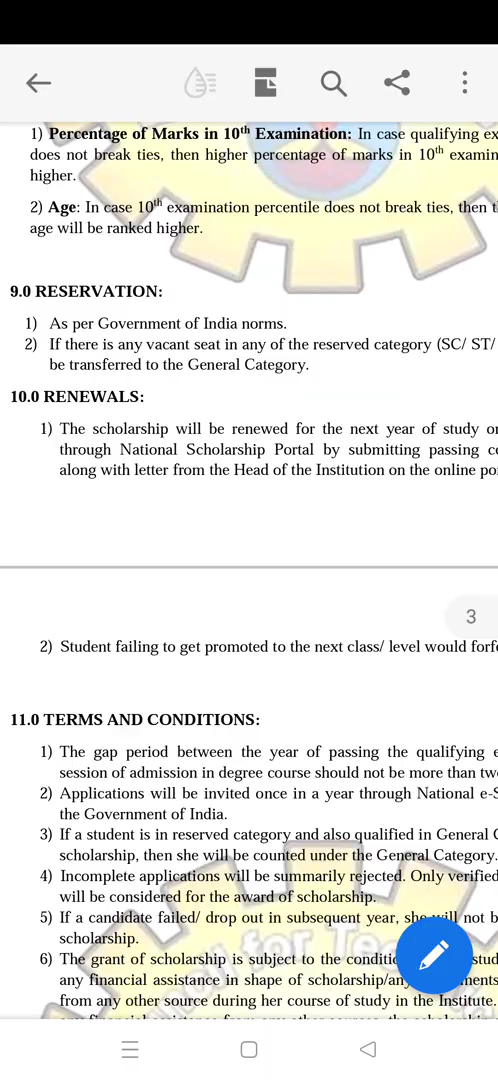 1) Percentage of Marks in 10th Examination: In case qualifying ex
does not break ties, then higher percentage of marks in 10th examin
higher.
2) Age: In case 10th examination percentile does not break ties, then t
age will be ranked higher.
9.0 RESERVATION:
1) As per Government of India norms.
2) If there is any vacant seat in any of the reserved category (SC/ ST/
be transferred to the General Category.
10.0 RENEWALS:
1) The scholarship will be renewed for the next year of study
through National Scholarship Portal by submitting passing
along with letter from the Head of the Institution on the online
3
2) Student failing to get promoted to the next class/ level would
11.0 TERMS AND CONDITIONS:
1) The gap period between the year of passing the qualifying
session of admission in degree course should not be more than
2) Applications will be invited once in a year through National
the Government of India.
3) If a student is in reserved category and also qualified in General
scholarship, then she will be counted under the General Category.
4) Incomplete applications will be summarily rejected. Only verified
will be considered for the award of scholarship.
5) If a candidate failed/ drop out in subsequent year, she will not
scholarship.
6) The grant of scholarship is subject to the stud
any financial assistance in shape of scholarship/ ments
from any other source during her course of study in the Institute.